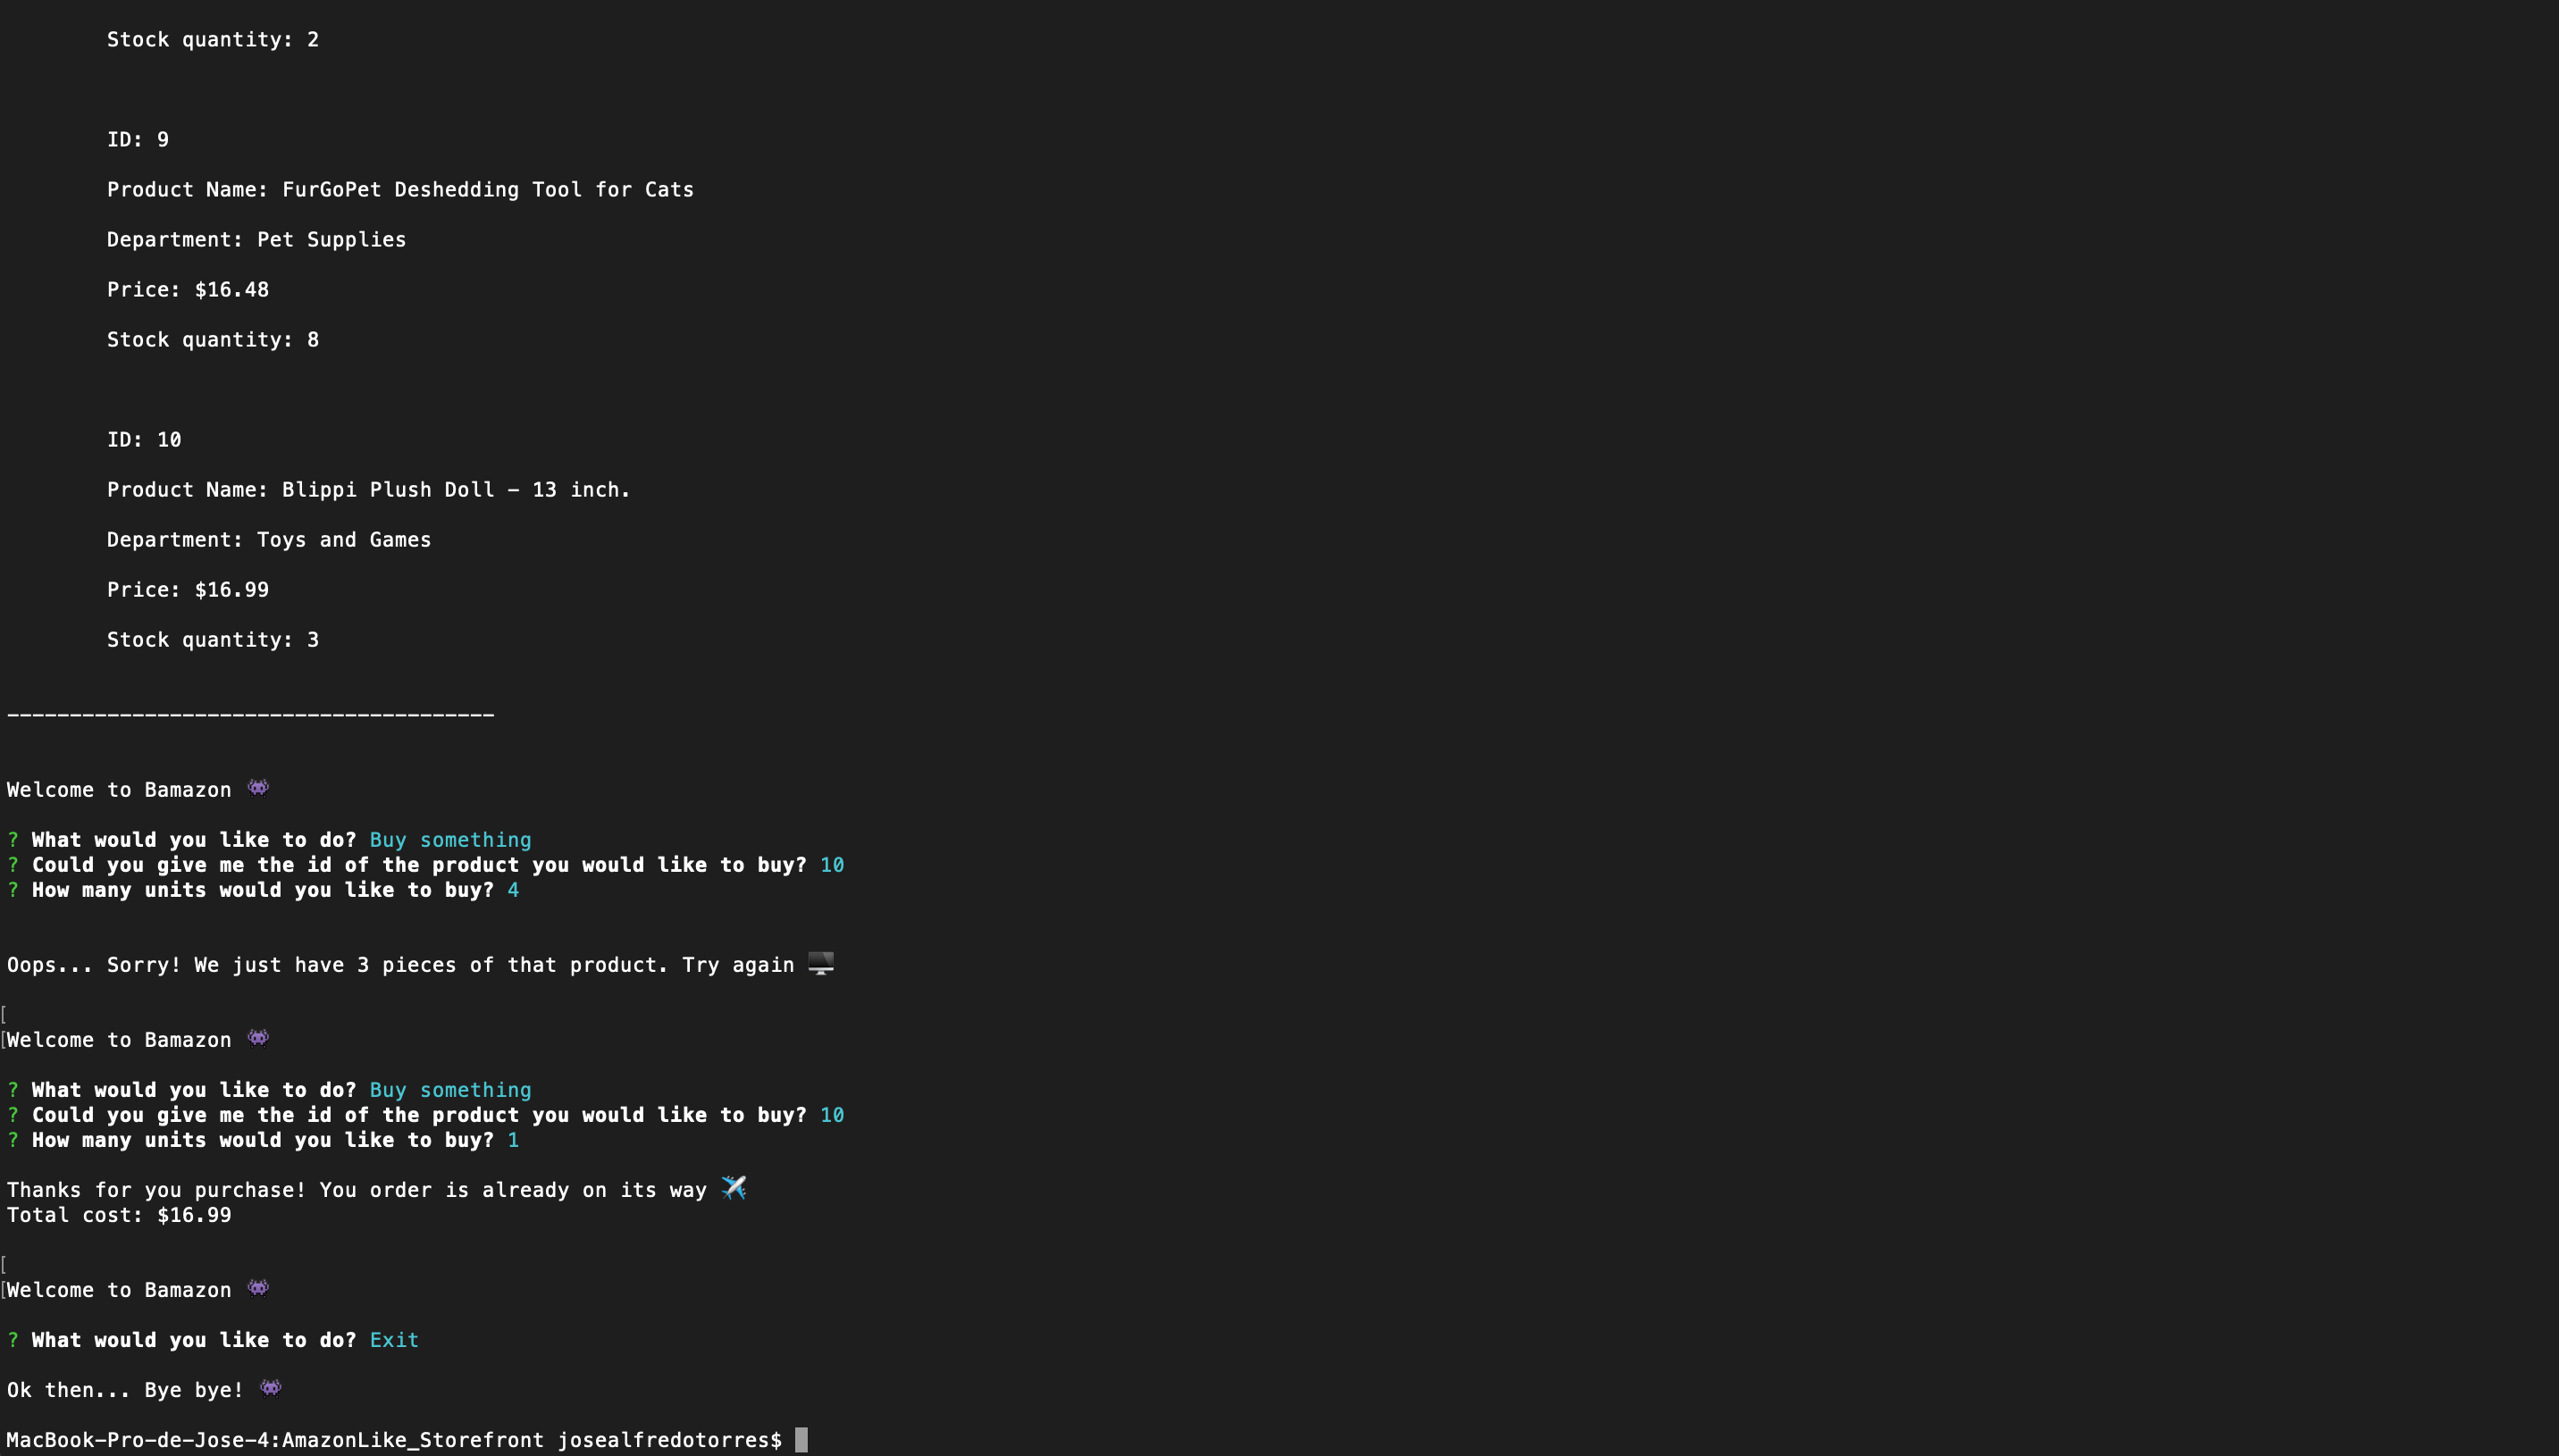 Stock quantity: 2
ID: 9
Product Name: FurGoPet Deshedding Tool for Cats
Department: Pet Supplies
Price: $16.48
Stock quantity: 8
ID: 10
Product Name: Blippi Plush Doll - 13 inch.
Department: Toys and Games
Price: $16.99
Stock quantity: 3
---------------------------------------
Welcome to Bamazon 👾
? What would you like to do? Buy something
? Could you give me the id of the product you would like to buy? 10
? How many units would you like to buy? 4
Oops... Sorry! We just have 3 pieces of that product. Try again 🖥️
[
[Welcome to Bamazon 👾
? What would you like to do? Buy something
? Could you give me the id of the product you would like to buy? 10
? How many units would you like to buy? 1
Thanks for you purchase! You order is already on its way ✈️
Total cost: $16.99
[
[Welcome to Bamazon 👾
? What would you like to do? Exit
Ok then... Bye bye! 👾
MacBook-Pro-de-Jose-4:AmazonLike_Storefront josealfredotorres$